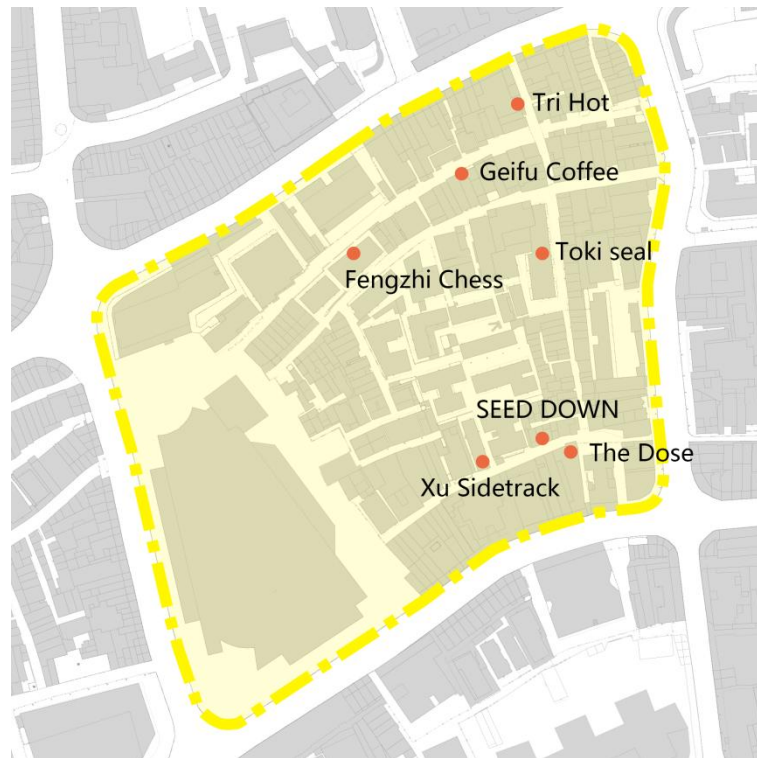 Tri Hot
Geifu Coffee
Toki seal
Fengzhi Chess
SEED DOWN
The Dose
Xu Sidetrack